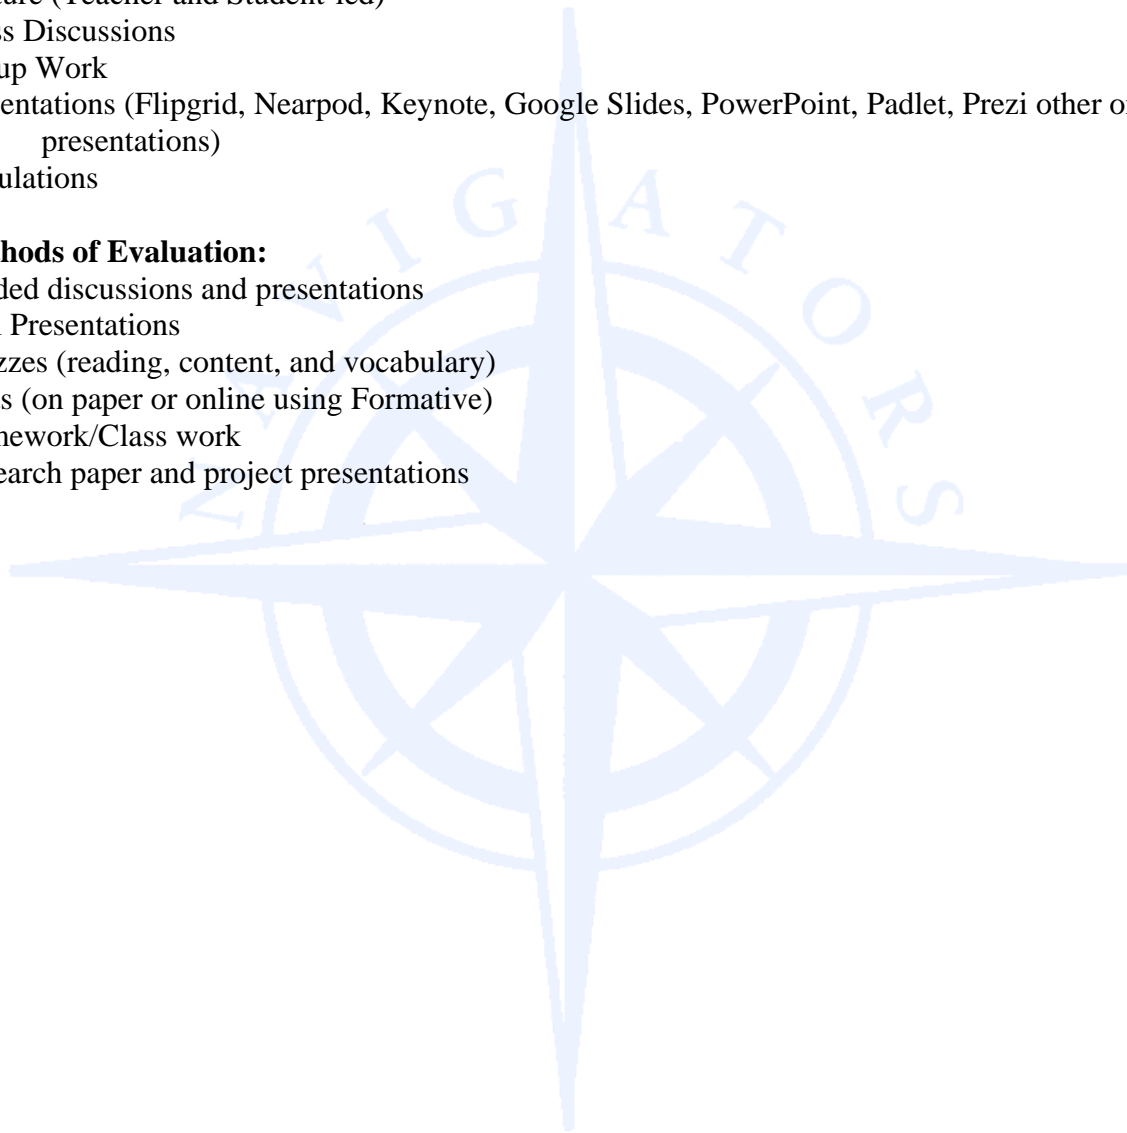 ure (Teacher and Student-led)
ss Discussions
up Work
entations (Flipgrid, Nearpod, Keynote, Google Slides, PowerPoint, Padlet, Prezi other o
presentations)
ulations
hods of Evaluation:
ded discussions and presentations
l Presentations
zzes (reading, content, and vocabulary)
s (on paper or online using Formative)
nework/Class work
earch paper and project presentations
NAVIGATORS